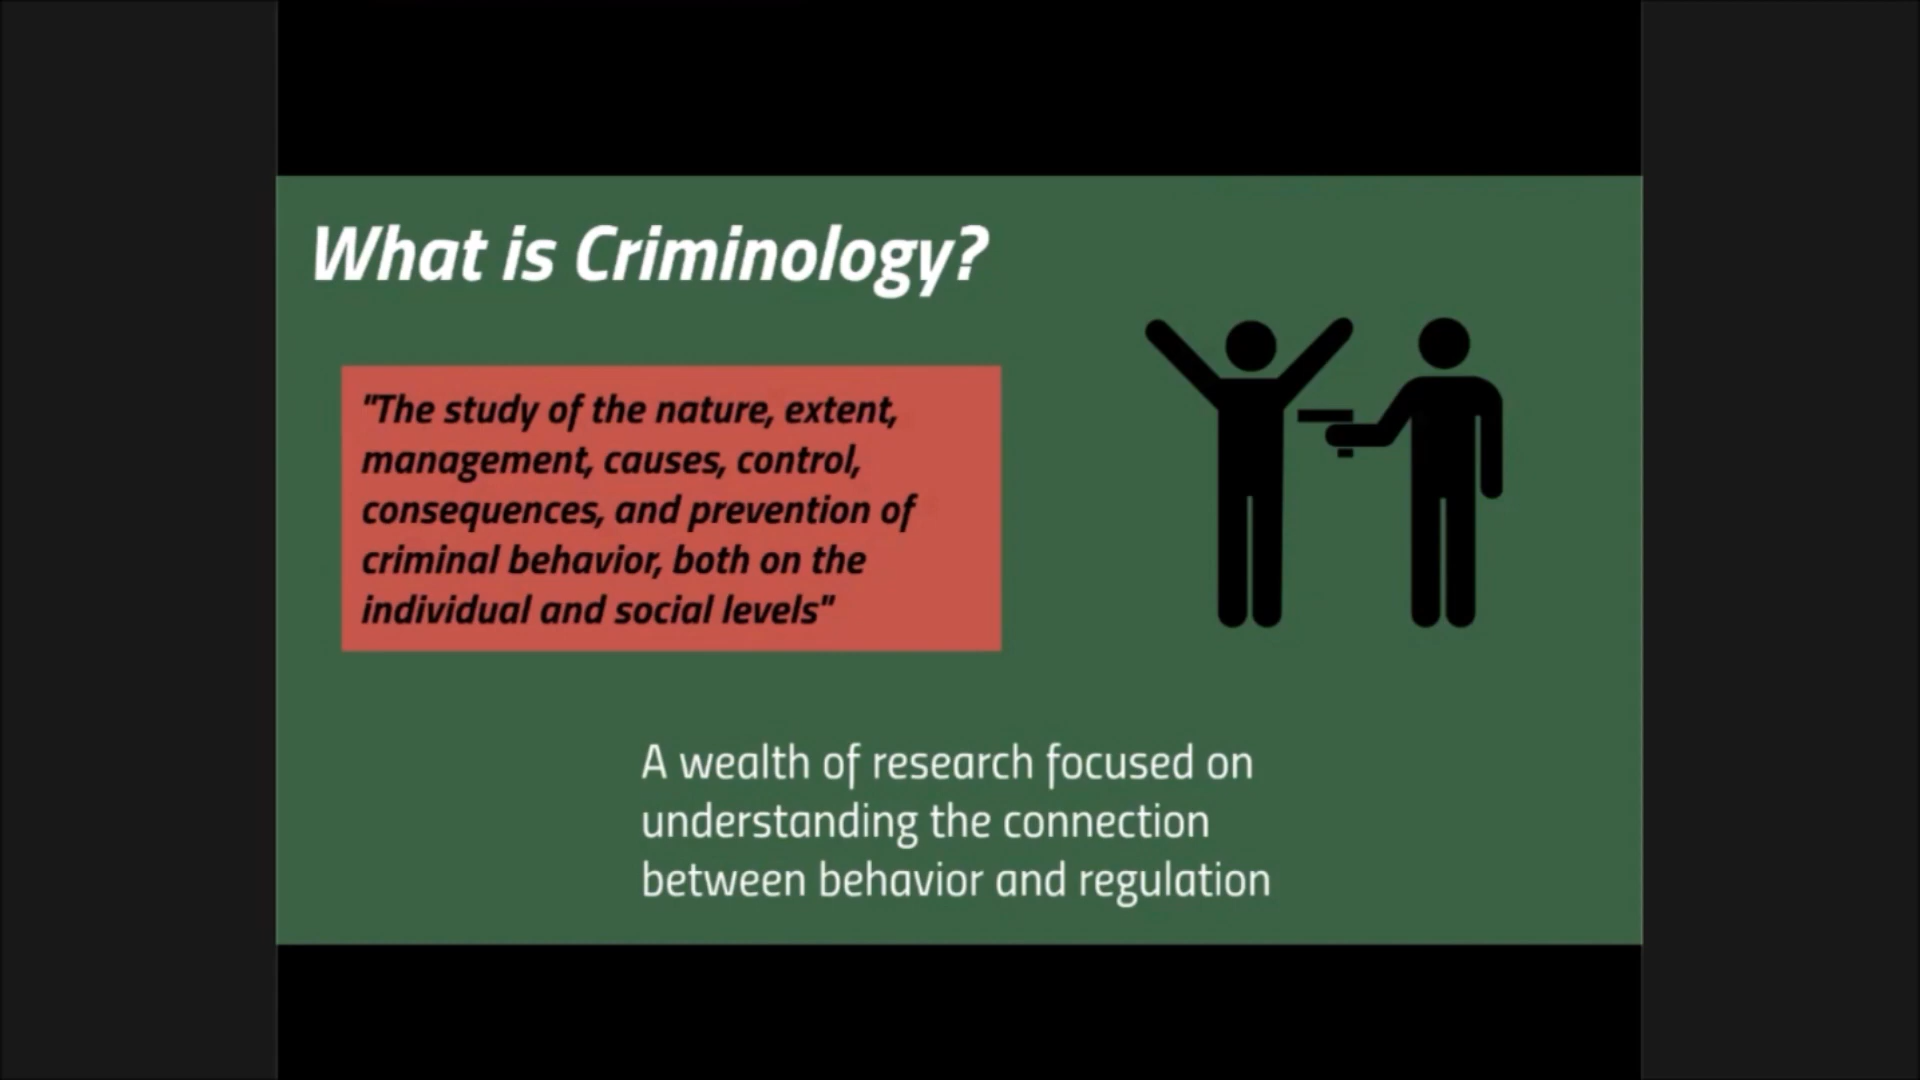 What is Criminology?
"The study of the nature, extent,
management, causes, control,
consequences, and prevention of
criminal behavior, both on the
individual and social levels"
A wealth of research focused on
understanding the connection
between behavior and regulation